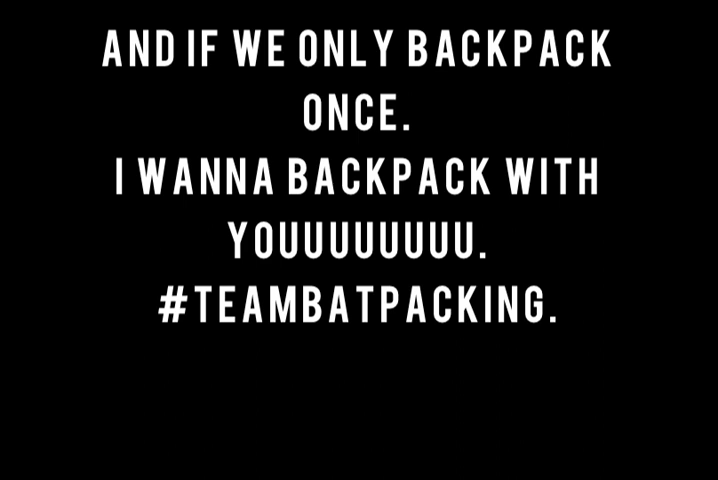 AND IF WE ONLY BACKPACK
ONCE.
I WANNA BACKPACK WITH
YOUUUUUUUU.
#TEAMBATPACKING.